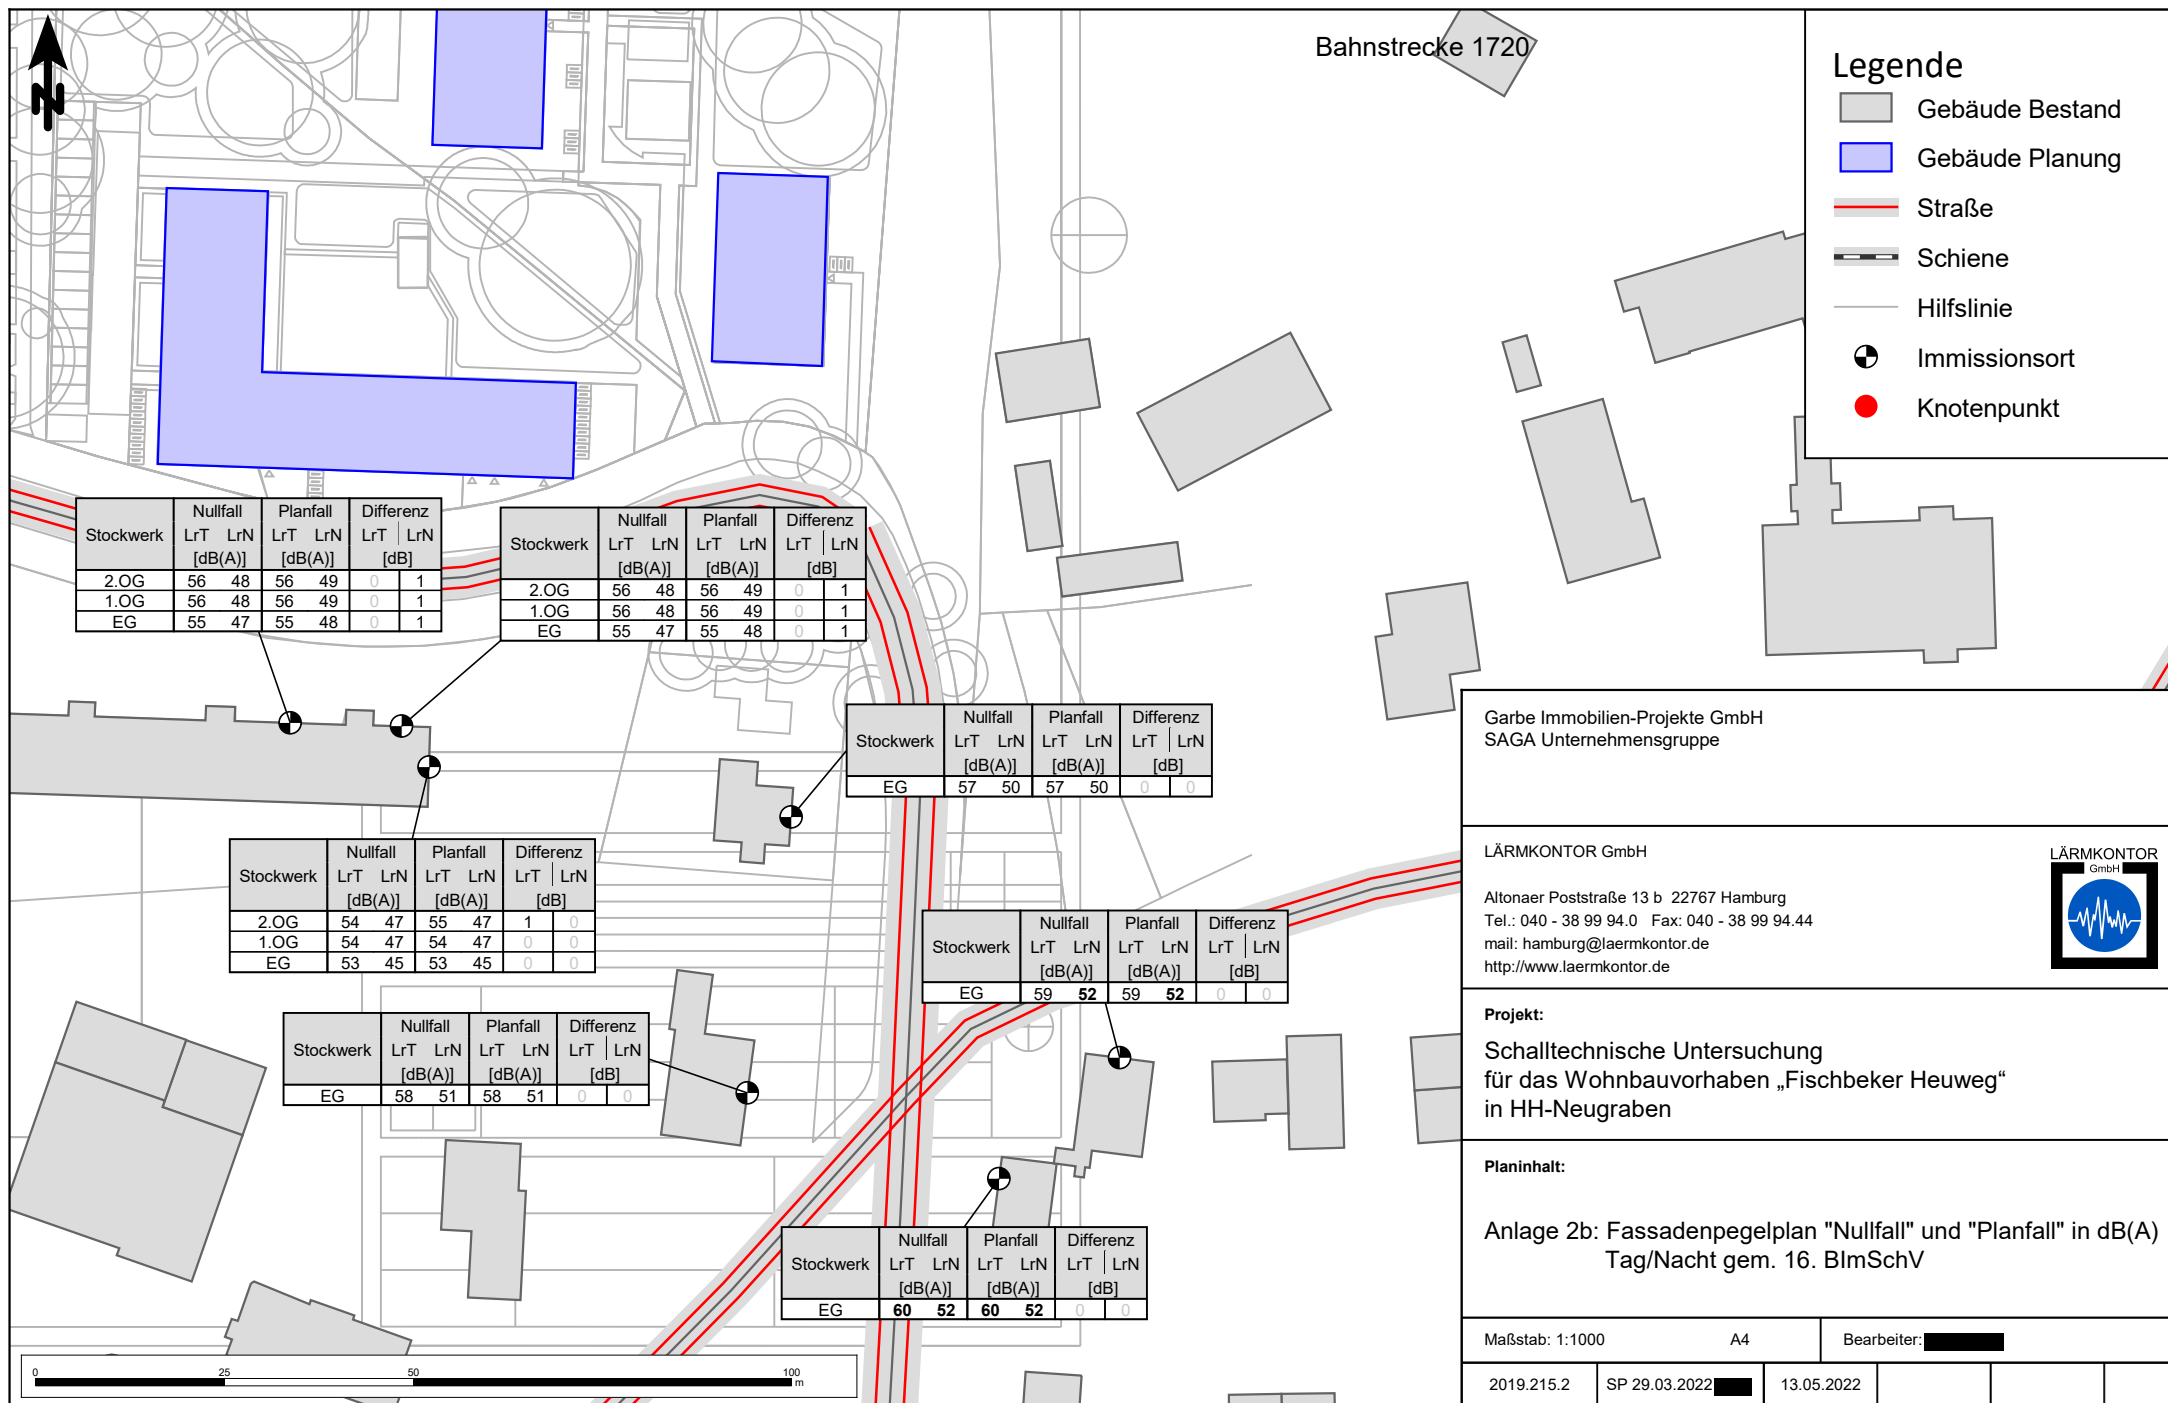 N
Bahnstrecke 1720
Legende
Gebäude Bestand
Gebäude Planung
Straße
Schiene
Hilfslinie
Immissionsort
Knotenpunkt
Stockwerk Nullfall Planfall Differenz
LrT LrN LrT LrN LrT LrN
[dB(A)] [dB(A)] [dB]
2.OG 56 48 56 49 0 1
1.OG 56 48 56 49 0 1
EG 55 47 55 48 0 1
Stockwerk Nullfall Planfall Differenz
LrT LrN LrT LrN LrT LrN
[dB(A)] [dB(A)] [dB]
2.OG 56 48 56 49 0 1
1.OG 56 48 56 49 0 1
EG 55 47 55 48 0 1
Stockwerk Nullfall Planfall Differenz
LrT LrN LrT LrN LrT LrN
[dB(A)] [dB(A)] [dB]
EG 57 50 57 50 0 0
Stockwerk Nullfall Planfall Differenz
LrT LrN LrT LrN LrT LrN
[dB(A)] [dB(A)] [dB]
2.OG 54 47 55 47 1 0
1.OG 54 47 54 47 0 0
EG 53 45 53 45 0 0
Stockwerk Nullfall Planfall Differenz
LrT LrN LrT LrN LrT LrN
[dB(A)] [dB(A)] [dB]
EG 59 52 59 52 0 0
Stockwerk Nullfall Planfall Differenz
LrT LrN LrT LrN LrT LrN
[dB(A)] [dB(A)] [dB]
EG 58 51 58 51 0 0
Stockwerk Nullfall Planfall Differenz
LrT LrN LrT LrN LrT LrN
[dB(A)] [dB(A)] [dB]
EG 60 52 60 52 0 0
0 25 50 100
m
Garbe Immobilien-Projekte GmbH
SAGA Unternehmensgruppe
LÄRMKONTOR GmbH
Altonaer Poststraße 13 b 22767 Hamburg
Tel.: 040 - 38 99 94.0 Fax: 040 - 38 99 94.44
mail: hamburg@laermkontor.de
http://www.laermkontor.de
LÄRMKONTOR
GmbH
Projekt:
Schalltechnische Untersuchung
für das Wohnbauvorhaben „Fischbeker Heuweg“
in HH-Neugraben
Planinhalt:
Anlage 2b: Fassadenpegelplan "Nullfall" und "Planfall" in dB(A)
Tag/Nacht gem. 16. BImSchV
Maßstab: 1:1000 A4 Bearbeiter:
2019.215.2 SP 29.03.2022 13.05.2022